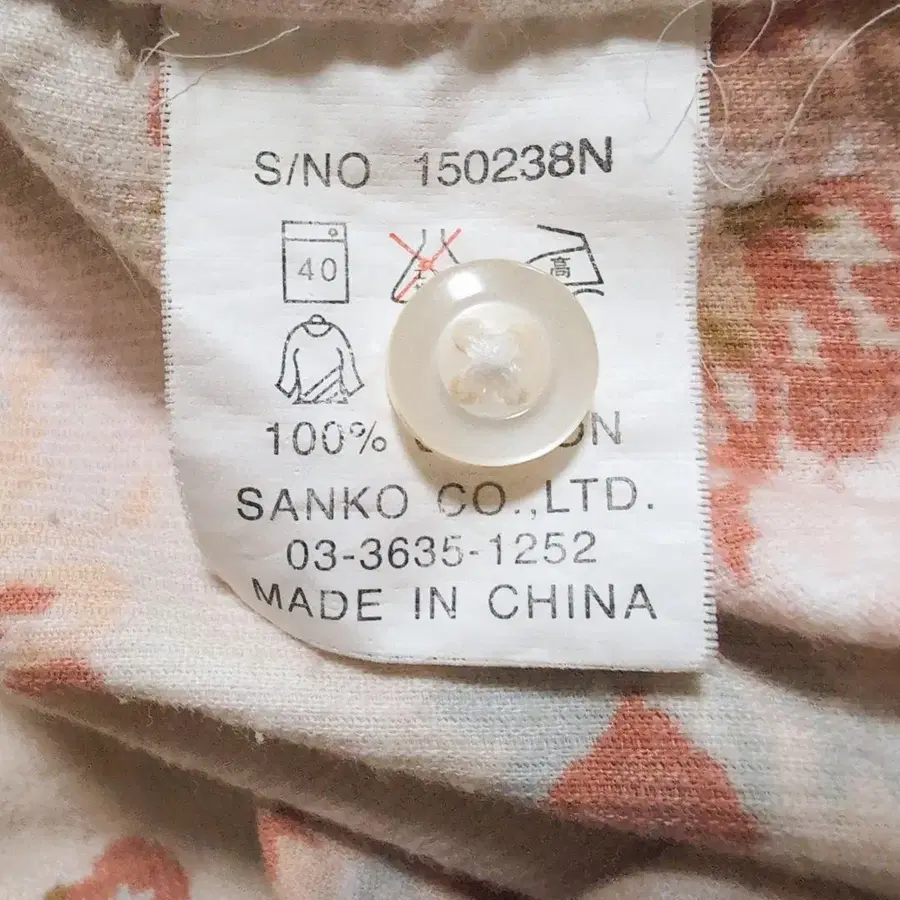 S/NO 150238N
40 高
100%
SANKO CO.,LTD.
03-3635-1252
MADE IN CHINA